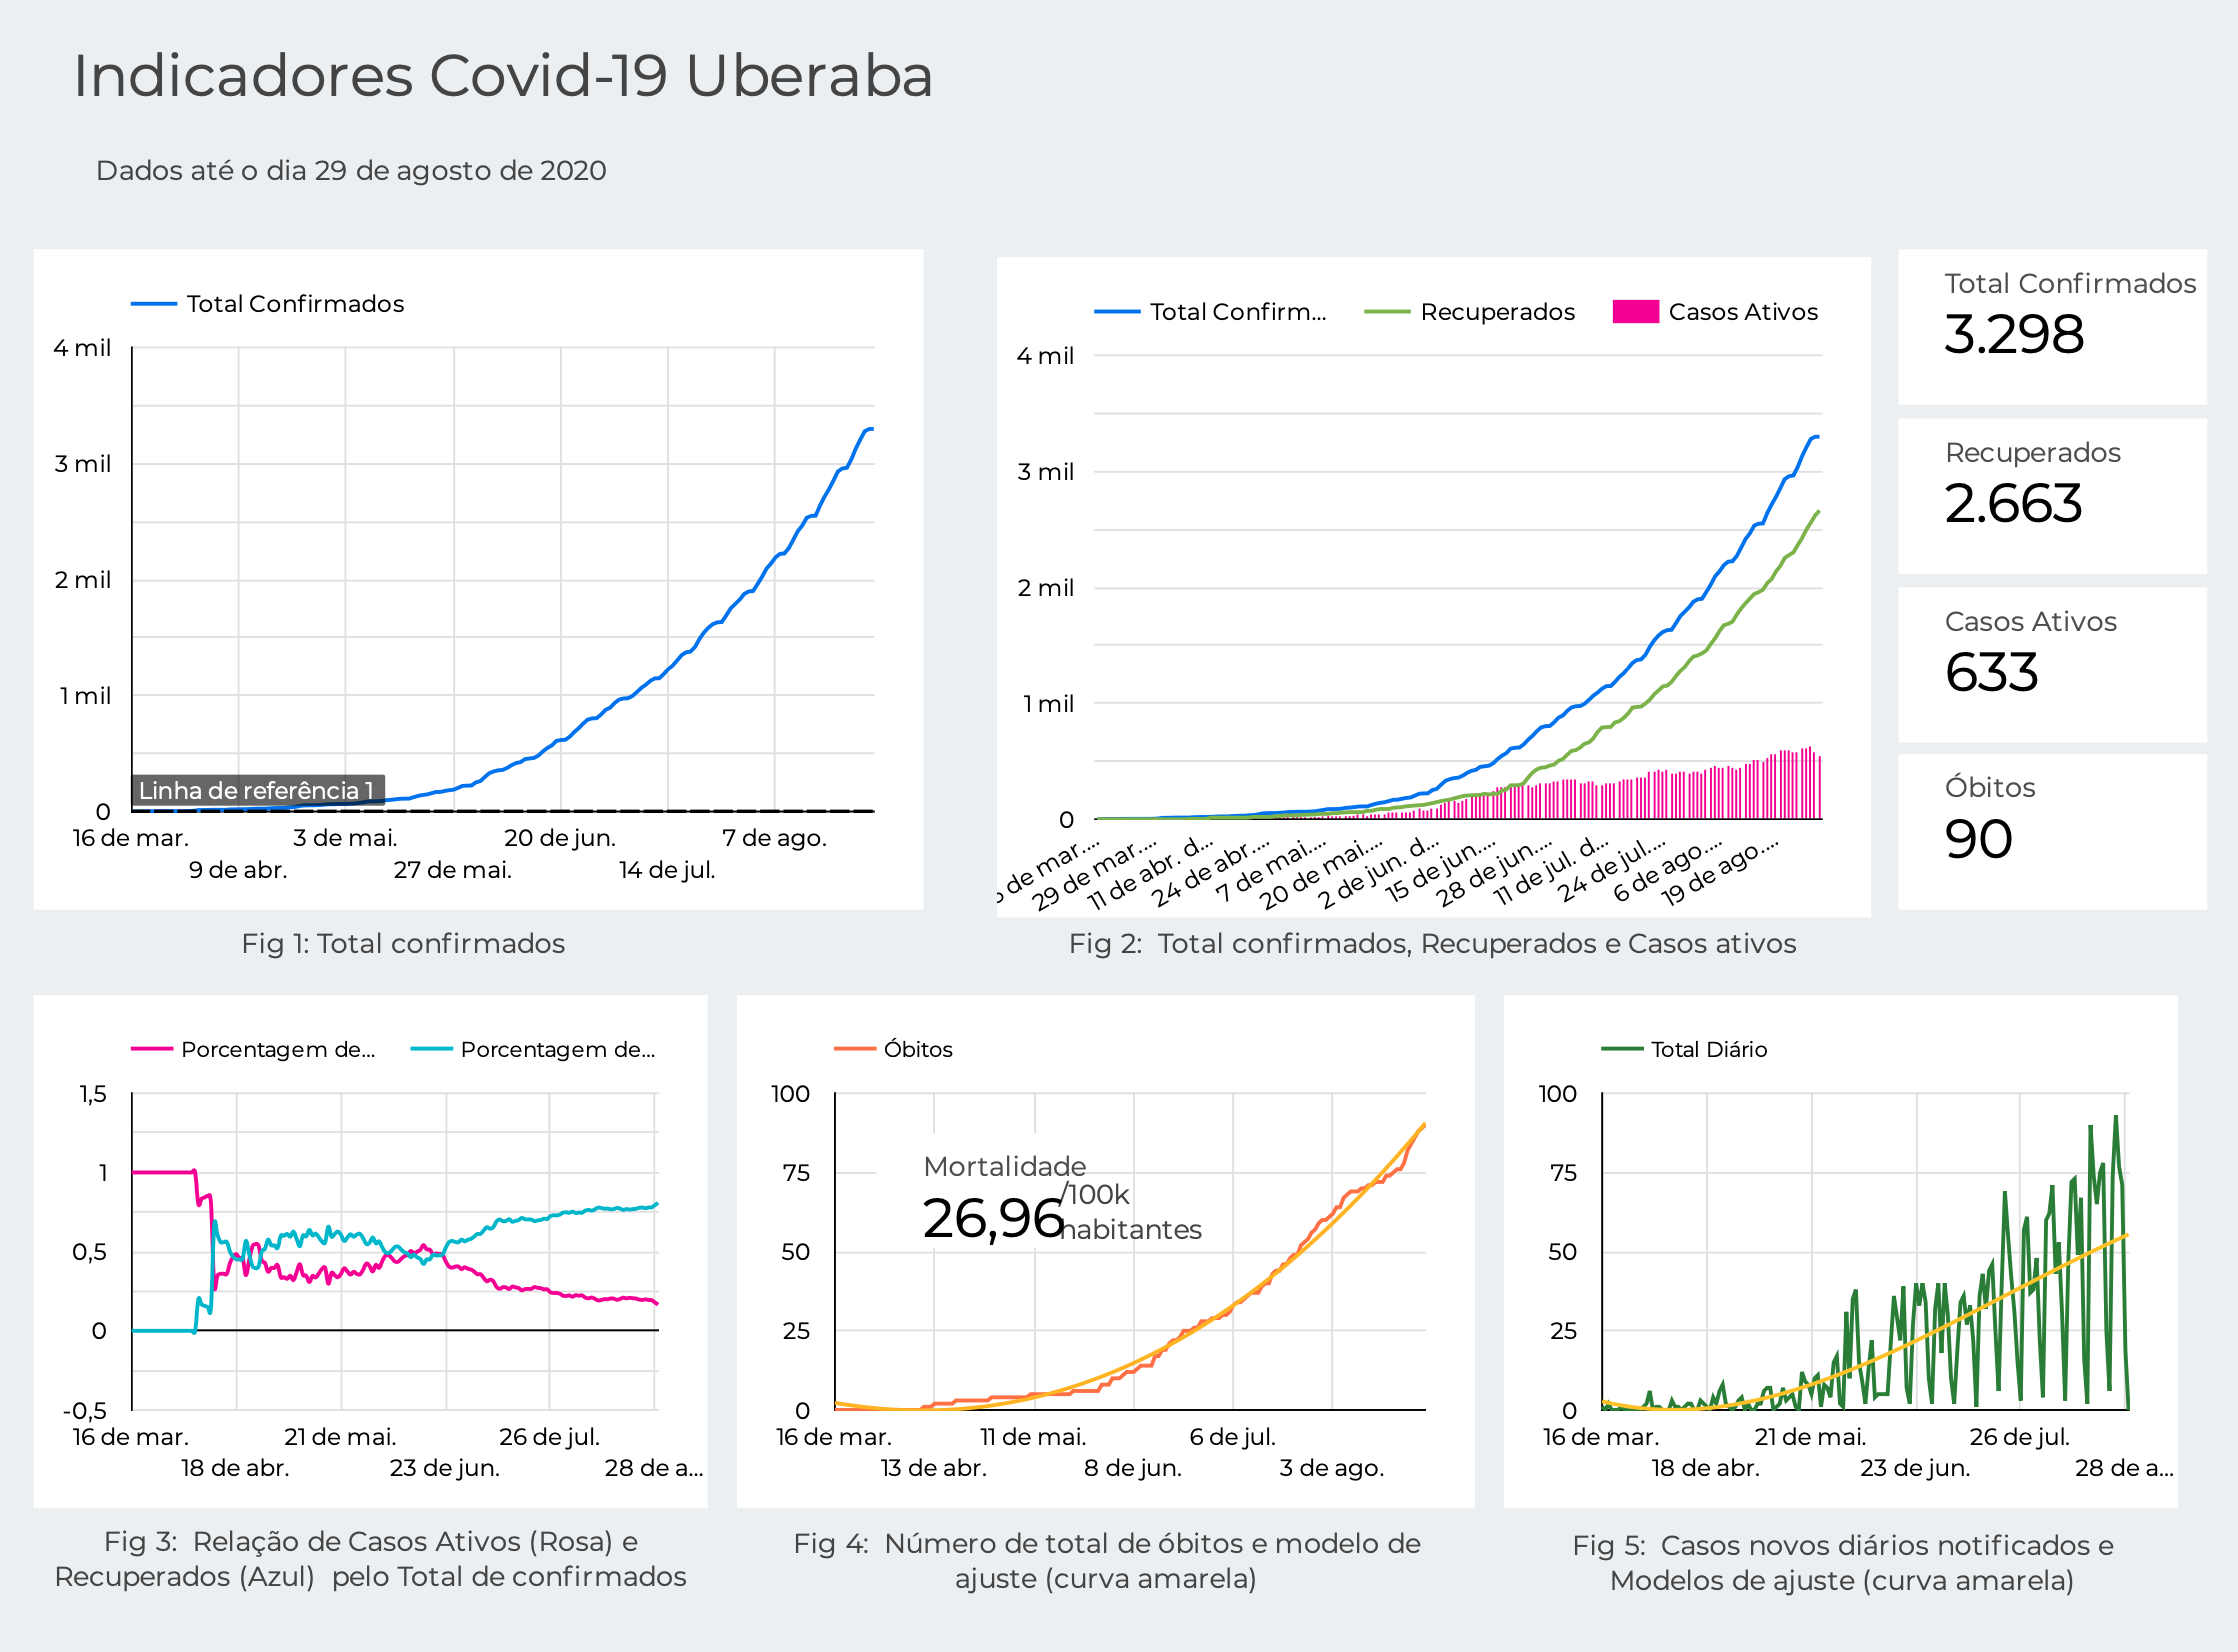 Indicadores Covid-19 Uberaba
Dados até o dia 29 de agosto de 2020
Total Confirmados
4 mil
3 mil
2 mil
1 mil
0
Linha de referência 1
16 de mar.
3 de mai.
20 de jun.
7 de ago.
9 de abr.
27 de mai.
14 de jul.
Fig 1: Total confirmados
Total Confirm...
Recuperados
Casos Ativos
4 mil
3 mil
2 mil
1 mil
0
de mar....
29 de mar....
11 de abr. d...
24 de abr....
7 de mai....
20 de mai....
2 de jun. d...
15 de jun....
28 de jun....
11 de jul. d...
24 de jul....
6 de ago....
19 de ago....
Fig 2: Total confirmados, Recuperados e Casos ativos
Total Confirmados
3.298
Recuperados
2.663
Casos Ativos
633
Óbitos
90
Porcentagem de...
Porcentagem de...
1,5
1
0,5
0
-0,5
16 de mar.
21 de mai.
26 de jul.
18 de abr.
23 de jun.
28 de a...
Fig 3: Relação de Casos Ativos (Rosa) e
Recuperados (Azul) pelo Total de confirmados
Óbitos
100
75
50
25
0
Mortalidade
26,96
/100k
habitantes
16 de mar.
11 de mai.
6 de jul.
13 de abr.
8 de jun.
3 de ago.
Fig 4: Número de total de óbitos e modelo de
ajuste (curva amarela)
Total Diário
100
75
50
25
0
16 de mar.
21 de mai.
26 de jul.
18 de abr.
23 de jun.
28 de a...
Fig 5: Casos novos diários notificados e
Modelos de ajuste (curva amarela)